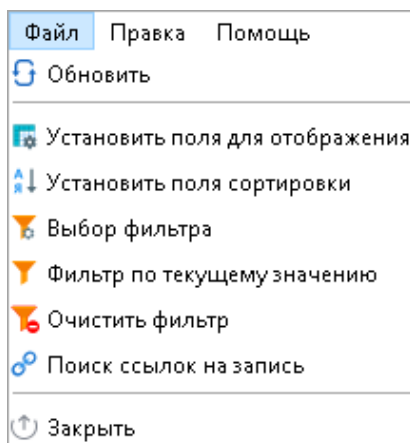 Файл Правка Помощь
Обновить
Установить поля для отображения
Установить поля сортировки
Выбор фильтра
Фильтр по текущему значению
Очистить фильтр
Поиск ссылок на запись
Закрыть